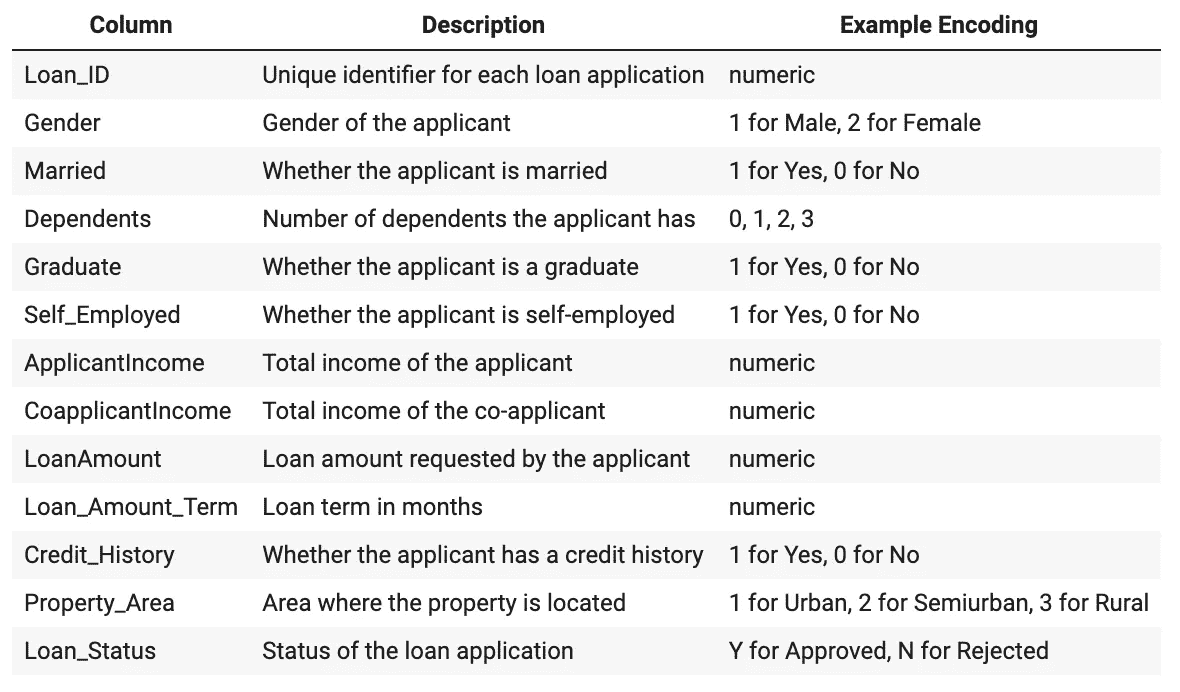 Column Description Example Encoding
Loan_ID Unique identifier for each loan application numeric
Gender Gender of the applicant 1 for Male, 2 for Female
Married Whether the applicant is married 1 for Yes, 0 for No
Dependents Number of dependents the applicant has 0, 1, 2, 3
Graduate Whether the applicant is a graduate 1 for Yes, 0 for No
Self_Employed Whether the applicant is self-employed 1 for Yes, 0 for No
ApplicantIncome Total income of the applicant numeric
CoapplicantIncome Total income of the co-applicant numeric
LoanAmount Loan amount requested by the applicant numeric
Loan_Amount_Term Loan term in months numeric
Credit_History Whether the applicant has a credit history 1 for Yes, 0 for No
Property_Area Area where the property is located 1 for Urban, 2 for Semiurban, 3 for Rural
Loan_Status Status of the loan application Y for Approved, N for Rejected